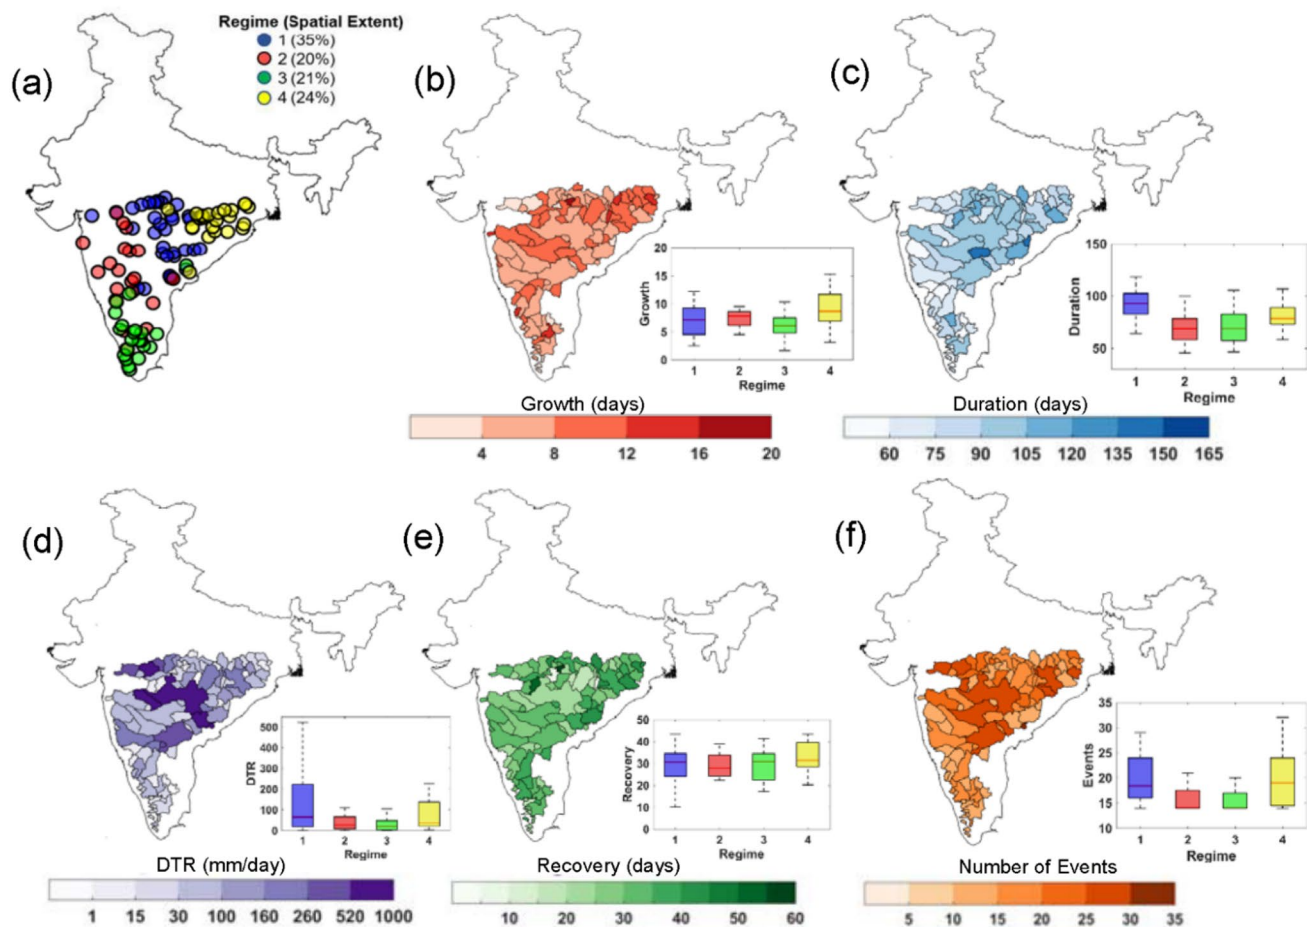 Regime (Spatial Extent)
1 (35%)
2 (20%)
3 (21%)
4 (24%)
(a)
(b)
20
15
10
5
0
Growth
1 2 3 4
Regime
Growth (days)
4 8 12 16 20
(c)
150
100
50
Duration
1 2 3 4
Regime
Duration (days)
60 75 90 105 120 135 150 165
(d)
500
400
300
200
100
0
DTR
1 2 3 4
Regime
DTR (mm/day)
1 15 30 100 160 260 520 1000
(e)
50
40
30
20
10
0
Recovery
1 2 3 4
Regime
Recovery (days)
10 20 30 40 50 60
(f)
35
30
25
20
15
10
Events
1 2 3 4
Regime
Number of Events
5 10 15 20 25 30 35